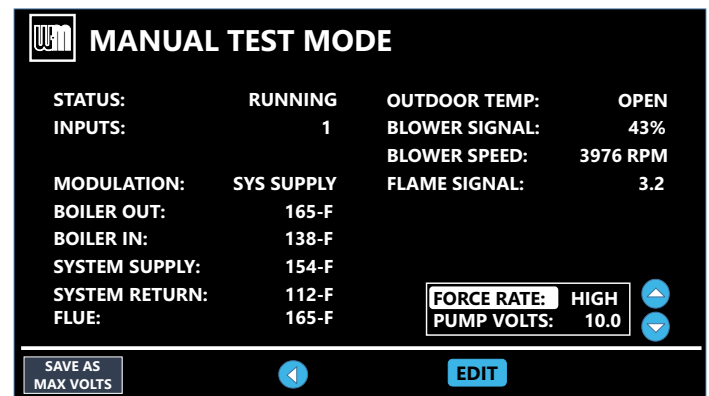 WM MANUAL TEST MODE
STATUS: RUNNING
INPUTS: 1
MODULATION: SYS SUPPLY
BOILER OUT: 165-F
BOILER IN: 138-F
SYSTEM SUPPLY: 154-F
SYSTEM RETURN: 112-F
FLUE: 165-F
OUTDOOR TEMP: OPEN
BLOWER SIGNAL: 43%
BLOWER SPEED: 3976 RPM
FLAME SIGNAL: 3.2
FORCE RATE: HIGH
PUMP VOLTS: 10.0
SAVE AS
MAX VOLTS
EDIT